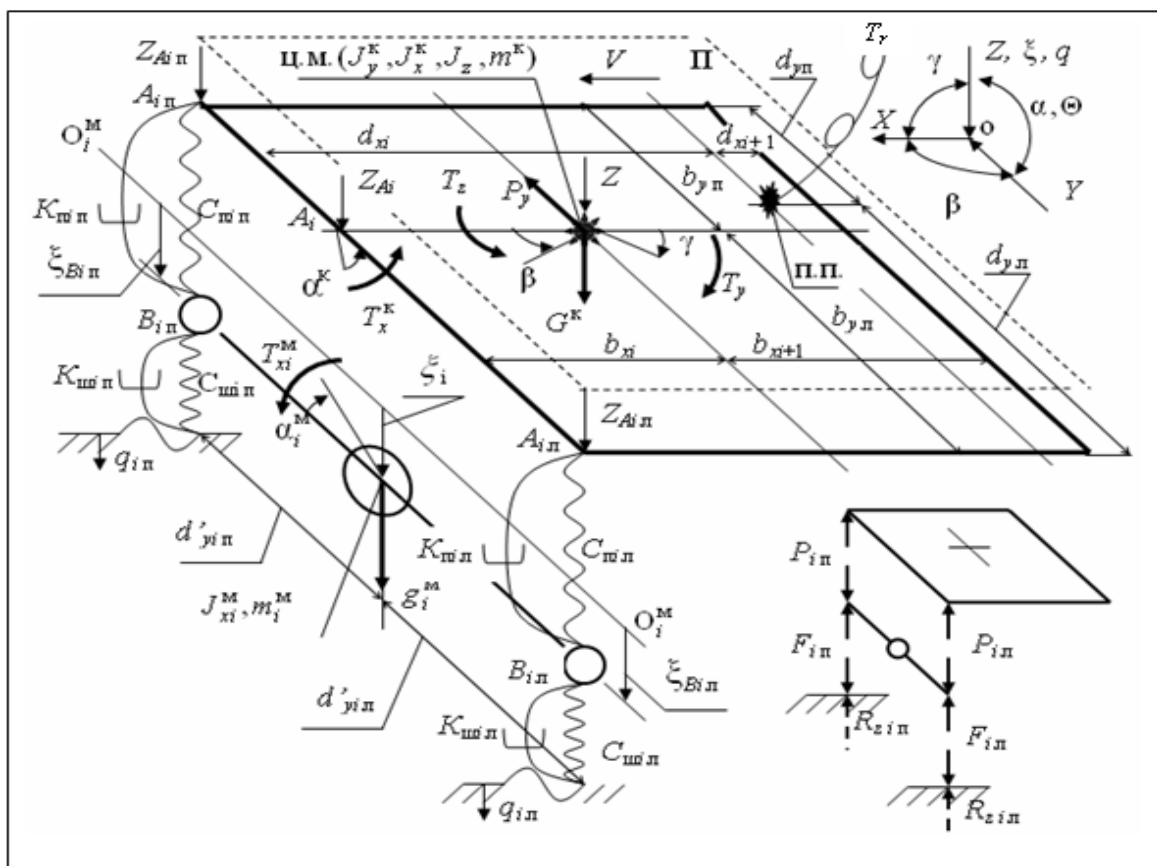 Z_{Ai п}
ц.м. (J_y^к, J_x^к, J_z, m^к)
V
П
T_r
d_{yп}
Z, ξ, q
γ
α, Θ
X
o
Y
β
A_{i п}
O_i^м
d_{xi}
d_{xi+1}
b_{y п}
K_{пi п}
C_{пi п}
Z_{Ai}
T_z
P_y
Z
A_i
ξ_{Bi п}
β
γ
п.п.
d_{y л}
α^к
T_x^к
G^к
T_y
b_{y л}
B_{i п}
T_{xi}^м
b_{xi}
b_{xi+1}
K_{шi п}
C_{шi п}
ξ_i
α_i^м
A_{i л}
Z_{Ai л}
q_{i п}
d'_{yi п}
K_{пi л}
C_{пi л}
J_{xi}^м, m_i^м
g_i^м
O_i^м
P_{i п}
F_{i п}
P_{i л}
B_{i л}
ξ_{Bi л}
d'_{yi л}
R_{zi п}
F_{i л}
K_{шi л}
C_{шi л}
q_{i л}
R_{zi л}